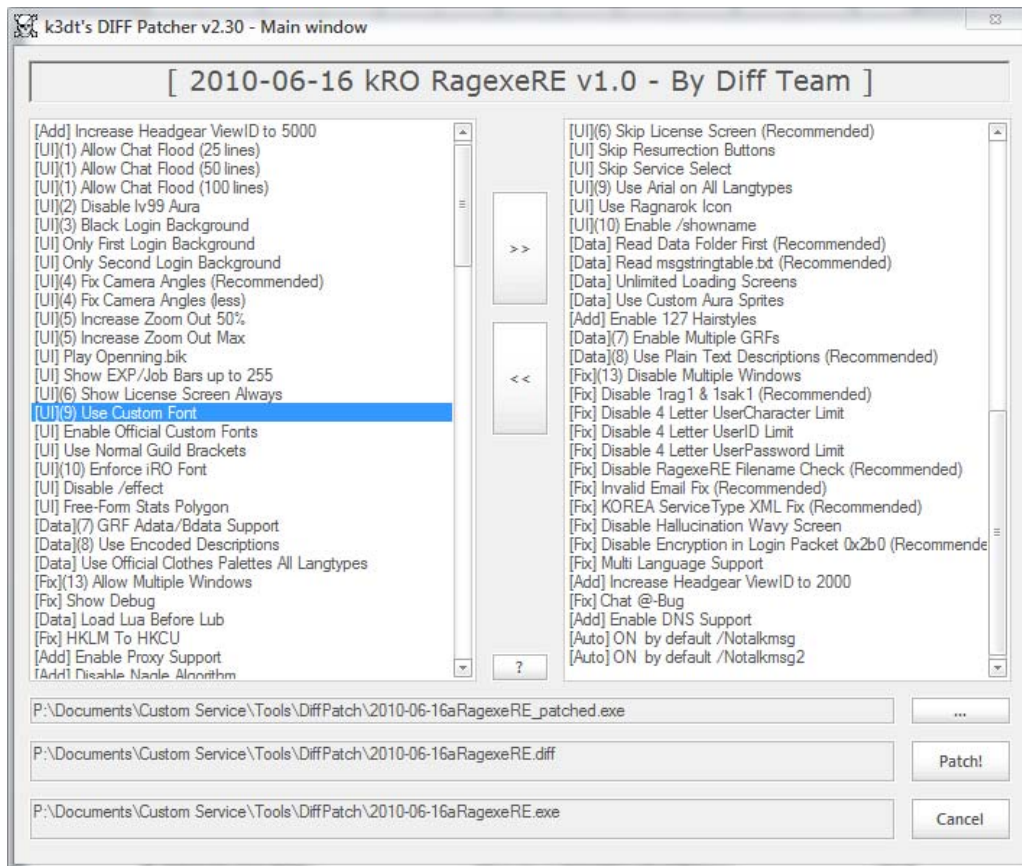 k3dt's DIFF Patcher v2.30 - Main window
[ 2010-06-16 kRO RagexeRE v1.0 - By Diff Team ]
[Add] Increase Headgear ViewID to 5000
[UI](1) Allow Chat Flood (25 lines)
[UI](1) Allow Chat Flood (50 lines)
[UI](1) Allow Chat Flood (100 lines)
[UI](2) Disable lv99 Aura
[UI](3) Black Login Background
[UI] Only First Login Background
[UI] Only Second Login Background
[UI](4) Fix Camera Angles (Recommended)
[UI](4) Fix Camera Angles (less)
[UI](5) Increase Zoom Out 50%
[UI](5) Increase Zoom Out Max
[UI] Play Openning.bik
[UI] Show EXP/Job Bars up to 255
[UI](6) Show License Screen Always
[UI](9) Use Custom Font
[UI] Enable Official Custom Fonts
[UI] Use Normal Guild Brackets
[UI](10) Enforce iRO Font
[UI] Disable /effect
[UI] Free-Form Stats Polygon
[Data](7) GRF Adata/Bdata Support
[Data](8) Use Encoded Descriptions
[Data] Use Official Clothes Palettes All Langtypes
[Fix](13) Allow Multiple Windows
[Fix] Show Debug
[Data] Load Lua Before Lub
[Fix] HKLM To HKCU
[Add] Enable Proxy Support
[Add] Disable Nagle Algorithm
>>
<<
?
[UI](6) Skip License Screen (Recommended)
[UI] Skip Resurrection Buttons
[UI] Skip Service Select
[UI](9) Use Arial on All Langtypes
[UI] Use Ragnarok Icon
[UI](10) Enable /showname
[Data] Read Data Folder First (Recommended)
[Data] Read msgstringtable.txt (Recommended)
[Data] Unlimited Loading Screens
[Data] Use Custom Aura Sprites
[Add] Enable 127 Hairstyles
[Data](7) Enable Multiple GRFs
[Data](8) Use Plain Text Descriptions (Recommended)
[Fix](13) Disable Multiple Windows
[Fix] Disable 1rag1 & 1sak1 (Recommended)
[Fix] Disable 4 Letter UserCharacter Limit
[Fix] Disable 4 Letter UserID Limit
[Fix] Disable 4 Letter UserPassword Limit
[Fix] Disable RagexeRE Filename Check (Recommended)
[Fix] Invalid Email Fix (Recommended)
[Fix] KOREA ServiceType XML Fix (Recommended)
[Fix] Disable Hallucination Wavy Screen
[Fix] Disable Encryption in Login Packet 0x2b0 (Recommende
[Fix] Multi Language Support
[Add] Increase Headgear ViewID to 2000
[Fix] Chat @-Bug
[Add] Enable DNS Support
[Auto] ON by default /Notalkmsg
[Auto] ON by default /Notalkmsg2
P:\Documents\Custom Service\Tools\DiffPatch\2010-06-16aRagexeRE_patched.exe
...
P:\Documents\Custom Service\Tools\DiffPatch\2010-06-16aRagexeRE.diff
Patch!
P:\Documents\Custom Service\Tools\DiffPatch\2010-06-16aRagexeRE.exe
Cancel